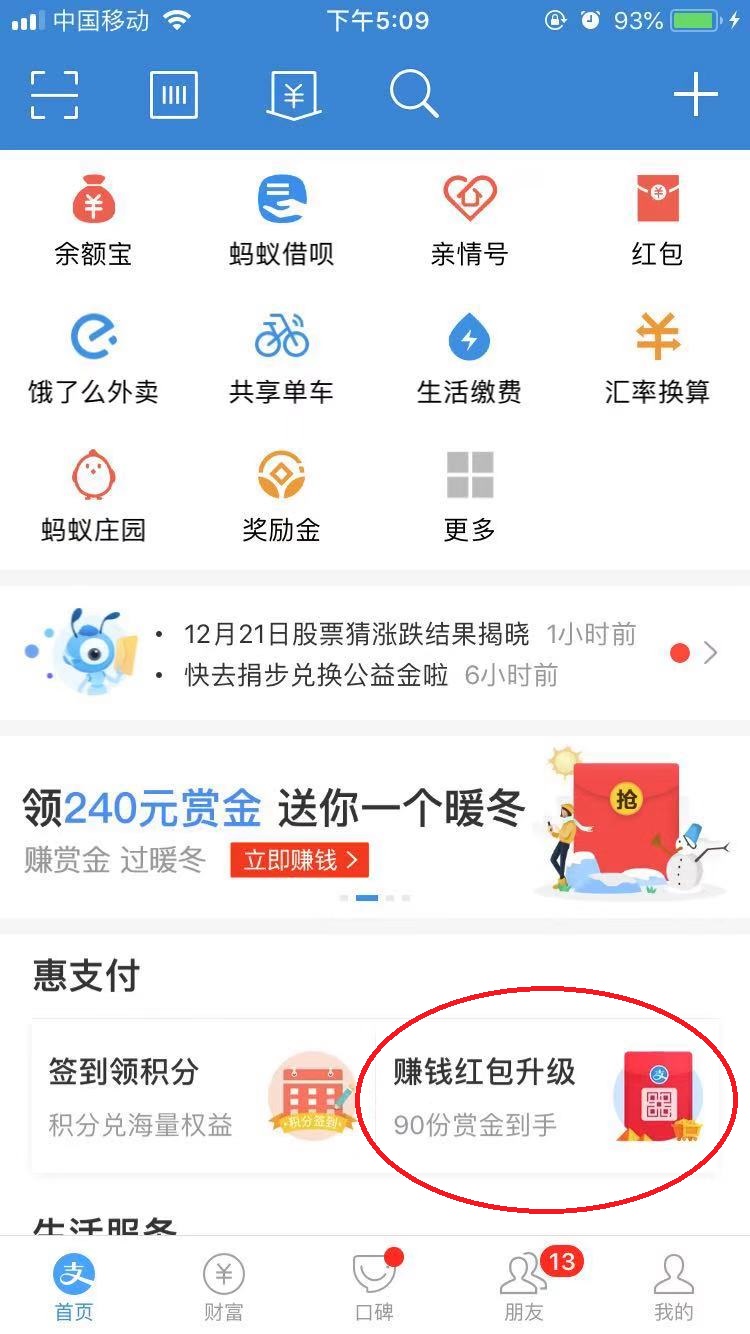 中国移动
下午5:09
93%
余额宝
蚂蚁借呗
亲情号
红包
饿了么外卖
共享单车
生活缴费
汇率换算
蚂蚁庄园
奖励金
更多
• 12月21日股票猜涨跌结果揭晓 1小时前
• 快去捐步兑换公益金啦 6小时前
领240元赏金 送你一个暖冬
赚赏金 过暖冬 立即赚钱 >
抢
惠支付
签到领积分
积分兑海量权益
积分签到
赚钱红包升级
90份赏金到手
支
生活服务
支
首页
¥
财富
口碑
13
朋友
我的